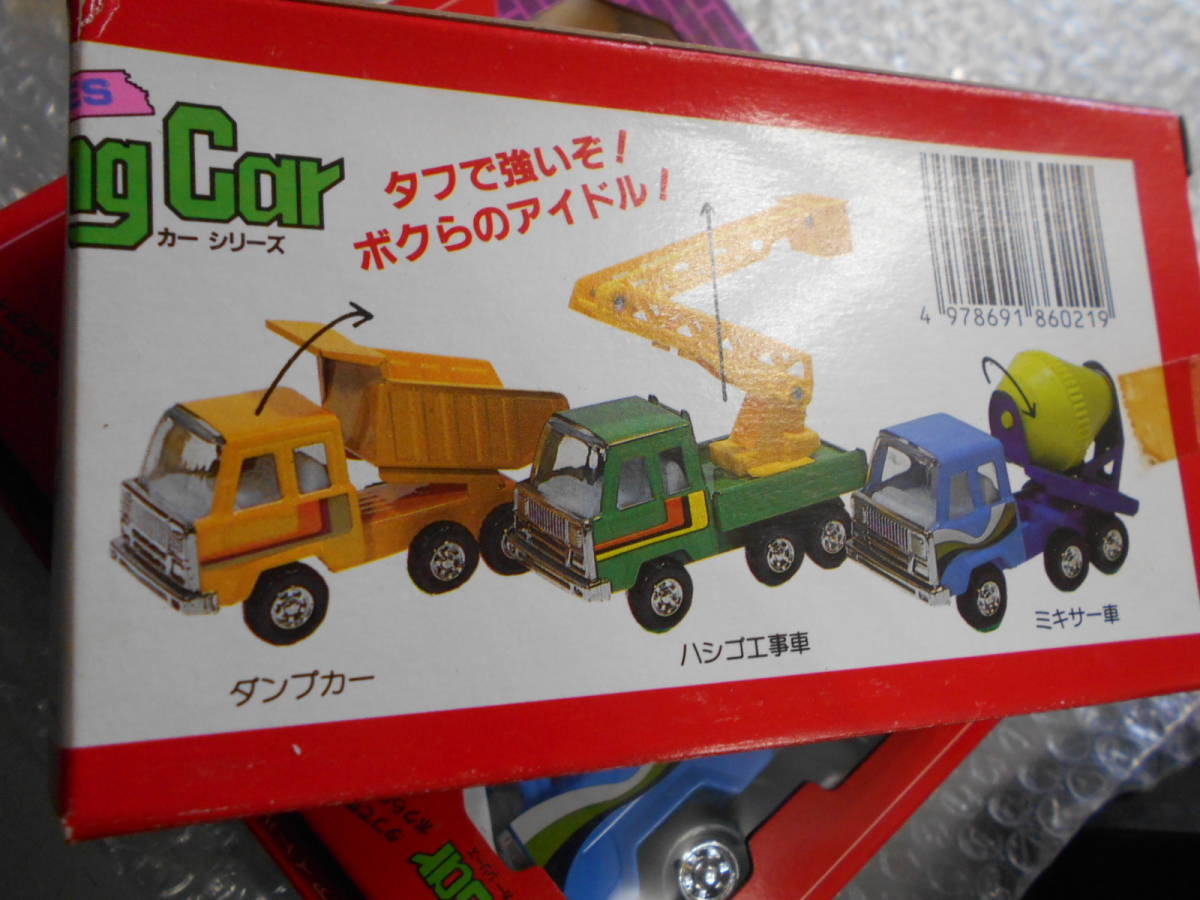 ES
ng Car
カー シリーズ
タフで強いぞ！
ボクらのアイドル！
4 978691 860219
ダンプカー
ハシゴ工事車
ミキサー車